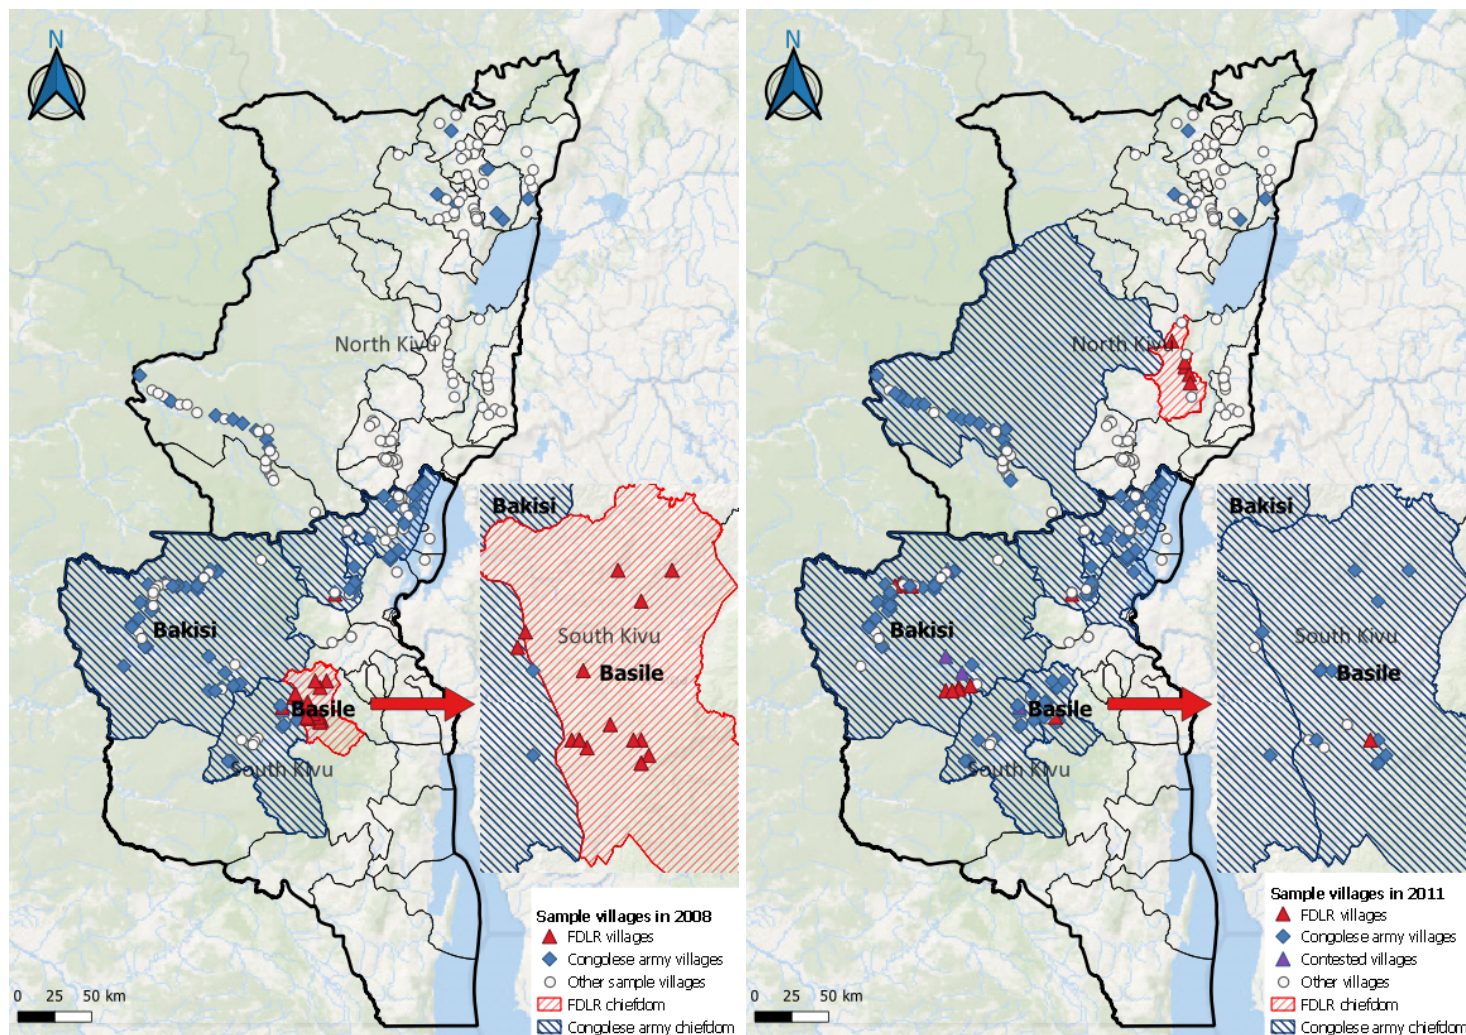 N
North Kivu
Bakisi
South Kivu
Basile
Bakisi
Basile
South Kivu
Sample villages in 2008
FDLR villages
Congolese army villages
Other sample villages
FDLR chiefdom
Congolese army chiefdom
0 25 50 km
N
North Kivu
Bakisi
South Kivu
Basile
Bakisi
Basile
South Kivu
Sample villages in 2011
FDLR villages
Congolese army villages
Contested villages
Other villages
FDLR chiefdom
Congolese army chiefdom
0 25 50 km